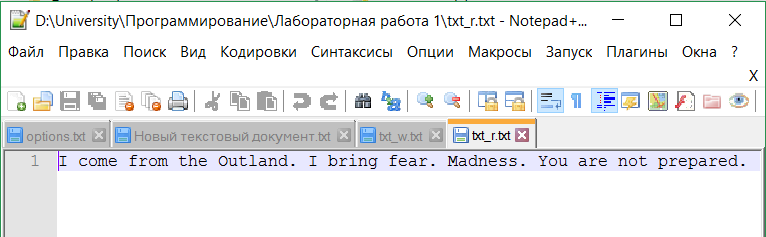 D:\University\Программирование\Лабораторная работа 1\txt_r.txt - Notepad+...
Файл Правка Поиск Вид Кодировки Синтаксисы Опции Макросы Запуск Плагины Окна ?
X
options.txt Новый текстовый документ.txt txt_w.txt txt_r.txt
1 I come from the Outland. I bring fear. Madness. You are not prepared.